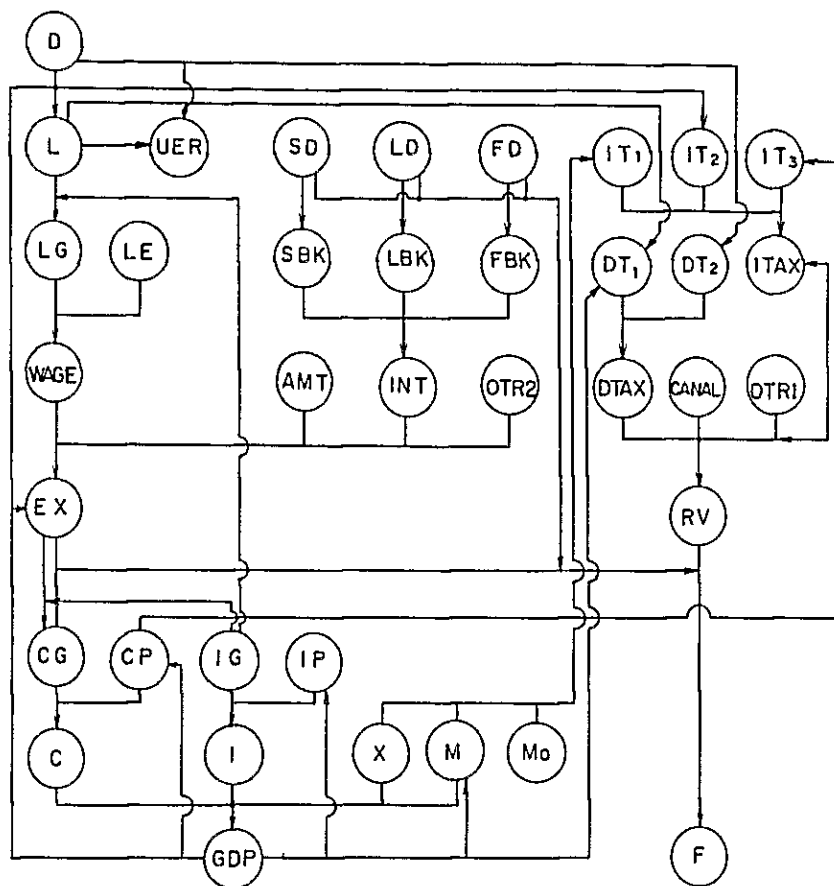 D
L
UER
SD
LD
FD
IT1
IT2
IT3
LG
LE
SBK
LBK
FBK
DT1
DT2
ITAX
WAGE
AMT
INT
OTR2
DTAX
CANAL
OTR1
EX
RV
CG
CP
IG
IP
C
I
X
M
Mo
GDP
F